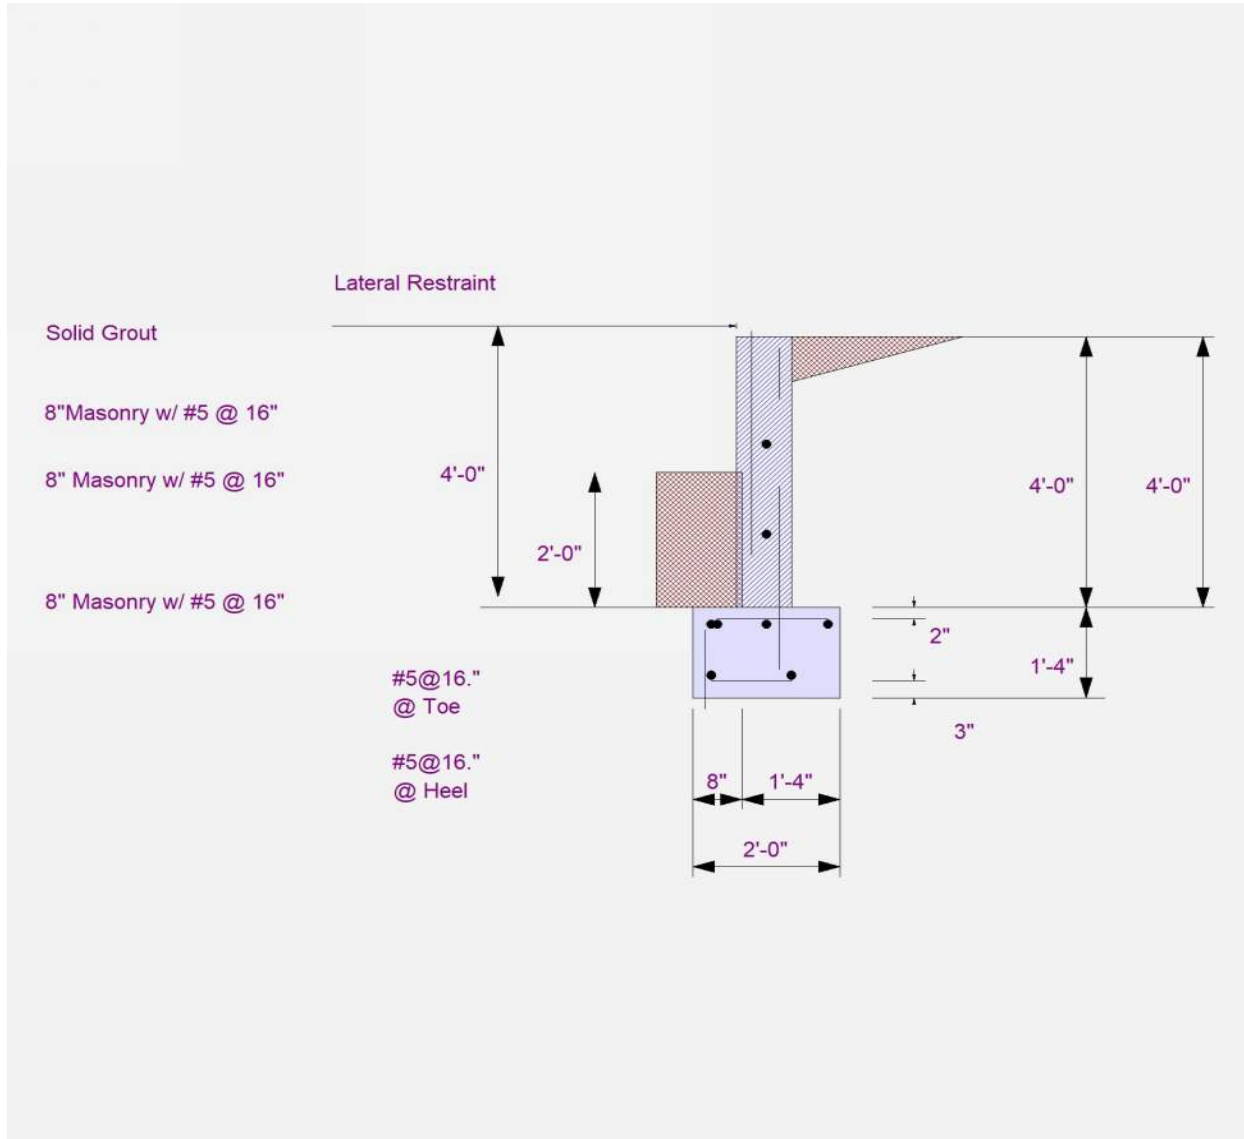 Lateral Restraint
Solid Grout
8"Masonry w/ #5 @ 16"
8" Masonry w/ #5 @ 16"
4'-0"
4'-0"
4'-0"
2'-0"
8" Masonry w/ #5 @ 16"
2"
1'-4"
#5@16."
@ Toe
3"
#5@16."
@ Heel
8"
1'-4"
2'-0"